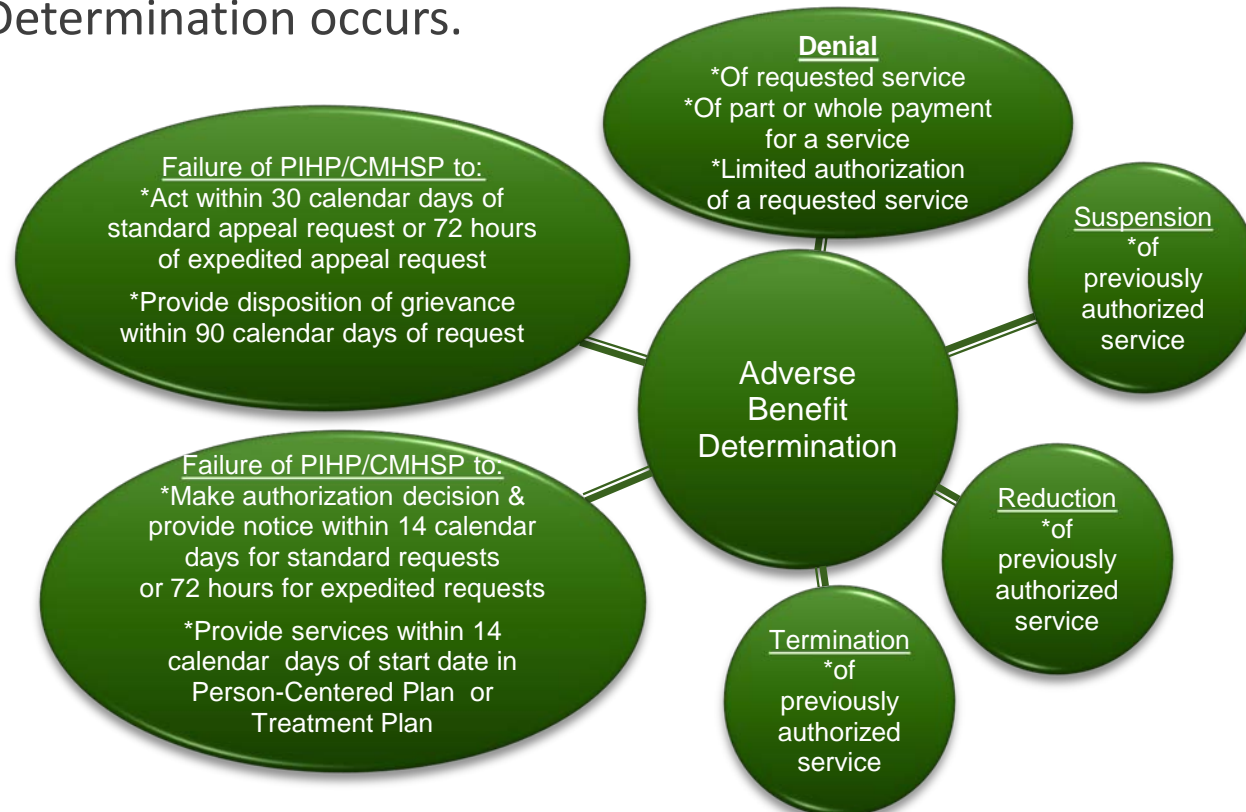 Determination occurs.
Denial
*Of requested service
*Of part or whole payment
for a service
*Limited authorization
of a requested service
Failure of PIHP/CMHSP to:
*Act within 30 calendar days of
standard appeal request or 72 hours
of expedited appeal request
*Provide disposition of grievance
within 90 calendar days of request
Suspension
*of
previously
authorized
service
Adverse
Benefit
Determination
Failure of PIHP/CMHSP to:
*Make authorization decision &
provide notice within 14 calendar
days for standard requests
or 72 hours for expedited requests
*Provide services within 14
calendar days of start date in
Person-Centered Plan or
Treatment Plan
Reduction
*of
previously
authorized
service
Termination
*of
previously
authorized
service